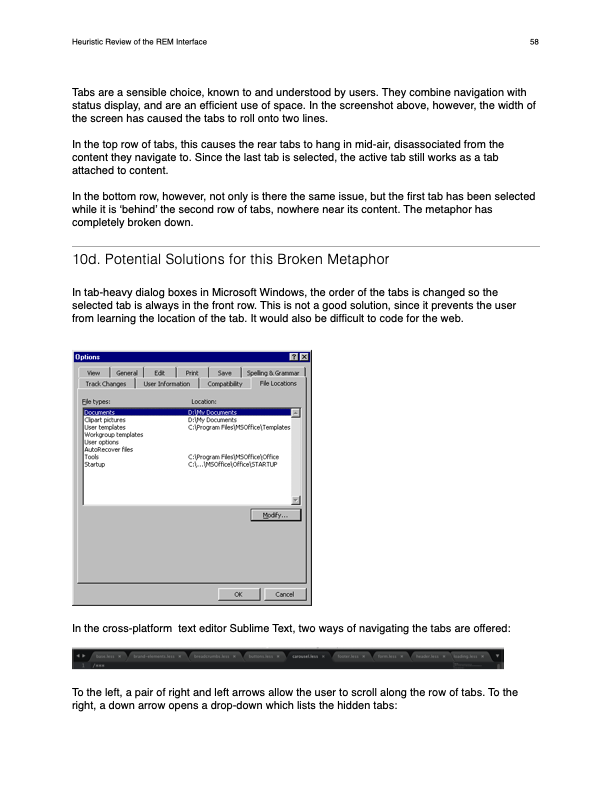 Heuristic Review of the REM Interface 58
Tabs are a sensible choice, known to and understood by users. They combine navigation with
status display, and are an efficient use of space. In the screenshot above, however, the width of
the screen has caused the tabs to roll onto two lines.
In the top row of tabs, this causes the rear tabs to hang in mid-air, disassociated from the
content they navigate to. Since the last tab is selected, the active tab still works as a tab
attached to content.
In the bottom row, however, not only is there the same issue, but the first tab has been selected
while it is ‘behind’ the second row of tabs, nowhere near its content. The metaphor has
completely broken down.
10d. Potential Solutions for this Broken Metaphor
In tab-heavy dialog boxes in Microsoft Windows, the order of the tabs is changed so the
selected tab is always in the front row. This is not a good solution, since it prevents the user
from learning the location of the tab. It would also be difficult to code for the web.
Options
View General Edit Print Save Spelling & Grammar
Track Changes User Information Compatibility File Locations
File types: Location:
Documents D:\My Documents
Clipart pictures D:\My Documents
User templates C:\Program Files\MSOffice\Templates
Workgroup templates
User options
AutoRecover files
Tools C:\Program Files\MSOffice\Office
Startup C:\...\MSOffice\Office\STARTUP
Modify...
OK Cancel
In the cross-platform text editor Sublime Text, two ways of navigating the tabs are offered:
carousel.less
To the left, a pair of right and left arrows allow the user to scroll along the row of tabs. To the
right, a down arrow opens a drop-down which lists the hidden tabs: